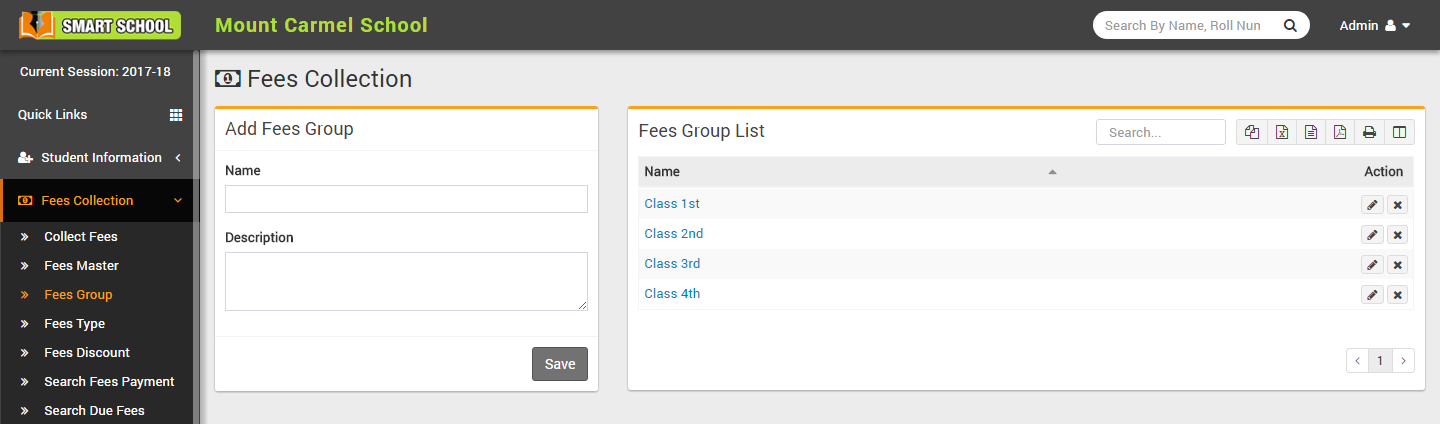 SMART SCHOOL
Mount Carmel School
Search By Name, Roll Nun
Admin
Current Session: 2017-18
Quick Links
Student Information
Fees Collection
Collect Fees
Fees Master
Fees Group
Fees Type
Fees Discount
Search Fees Payment
Search Due Fees
Fees Collection
Add Fees Group
Name
Description
Save
Fees Group List
Search...
Name Action
Class 1st
Class 2nd
Class 3rd
Class 4th
1